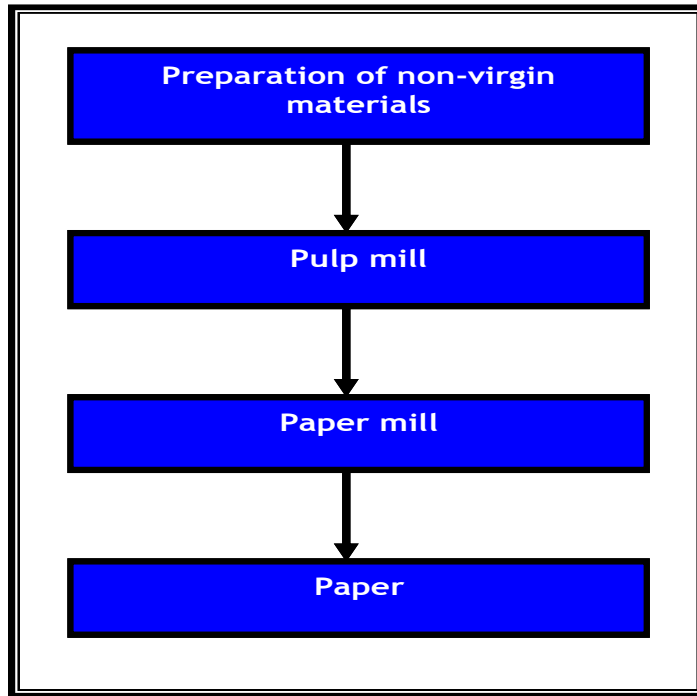 Preparation of non-virgin
materials
Pulp mill
Paper mill
Paper